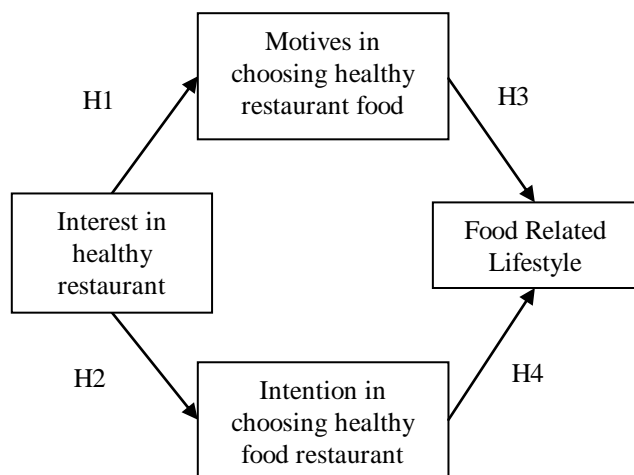 Motives in
choosing healthy
restaurant food
H1
H3
Interest in
healthy
restaurant
Food Related
Lifestyle
H2
H4
Intention in
choosing healthy
food restaurant